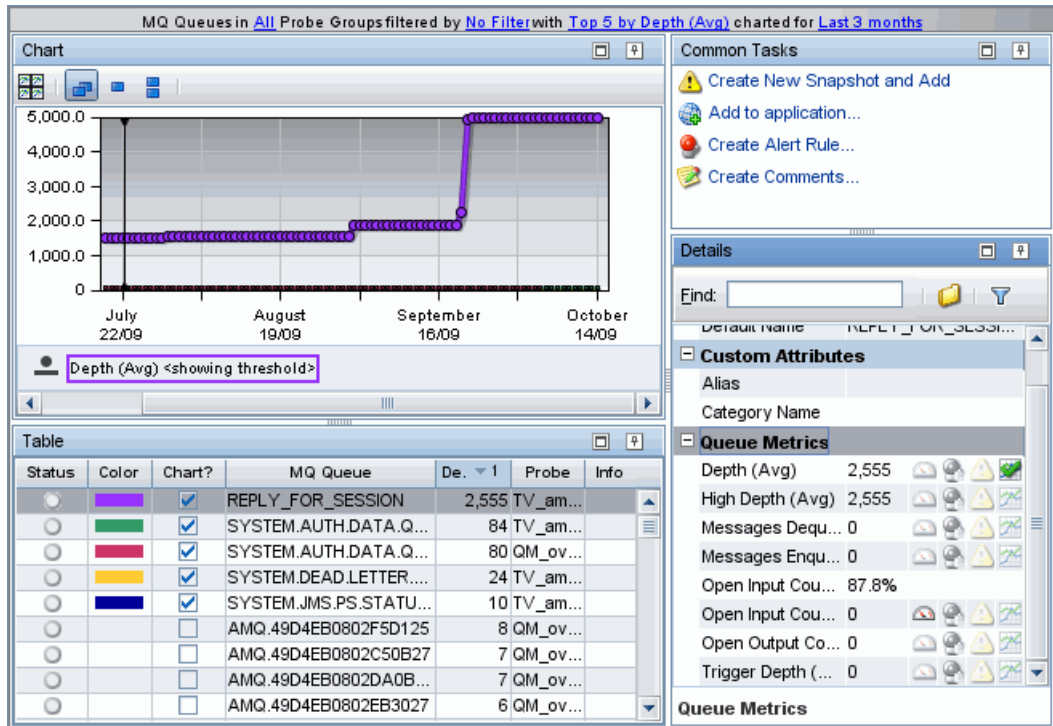 MQ Queues in All Probe Groups filtered by No Filter with Top 5 by Depth (Avg) charted for Last 3 months
Chart
5,000.0
4,000.0
3,000.0
2,000.0
1,000.0
0
July August September October
22/09 19/09 16/09 14/09
Depth (Avg) <showing threshold>
Table
Status Color Chart? MQ Queue De. 1 Probe Info
REPLY_FOR_SESSION 2,555 TV_am...
SYSTEM.AUTH.DATA.Q... 84 TV_am...
SYSTEM.AUTH.DATA.Q... 80 QM_ov...
SYSTEM.DEAD.LETTER.... 24 TV_am...
SYSTEM.JMS.PS.STATU... 10 TV_am...
AMQ.49D4EB0802F5D125 8 QM_ov...
AMQ.49D4EB0802C50B27 7 QM_ov...
AMQ.49D4EB0802DA0B... 7 QM_ov...
AMQ.49D4EB0802EB3027 6 QM_ov...
Common Tasks
Create New Snapshot and Add
Add to application...
Create Alert Rule...
Create Comments...
Details
Find:
Default Name REPLY_FOR_SESSI...
Custom Attributes
Alias
Category Name
Queue Metrics
Depth (Avg) 2,555
High Depth (Avg) 2,555
Messages Dequ... 0
Messages Enqu... 0
Open Input Cou... 87.8%
Open Input Cou... 0
Open Output Co... 0
Trigger Depth (... 0
Queue Metrics